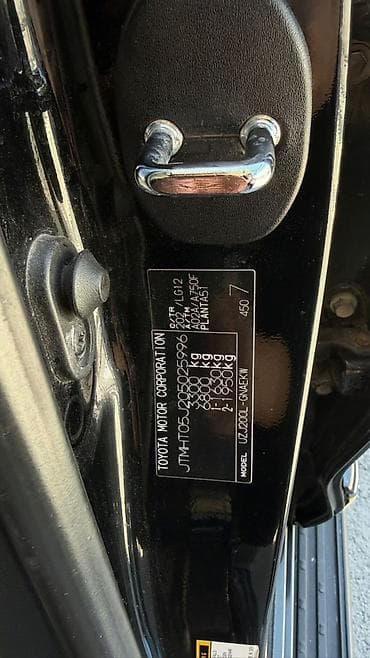 TOYOTA MOTOR CORPORATION
JTMHT05J205025996
3300 kg
6800 kg
1-1630kg
2-1950kg
MODEL UZJ200L-GNAEKW
C/TR
202 /LG12
A/TM
A02A/A750F
PLANT A51
450 7